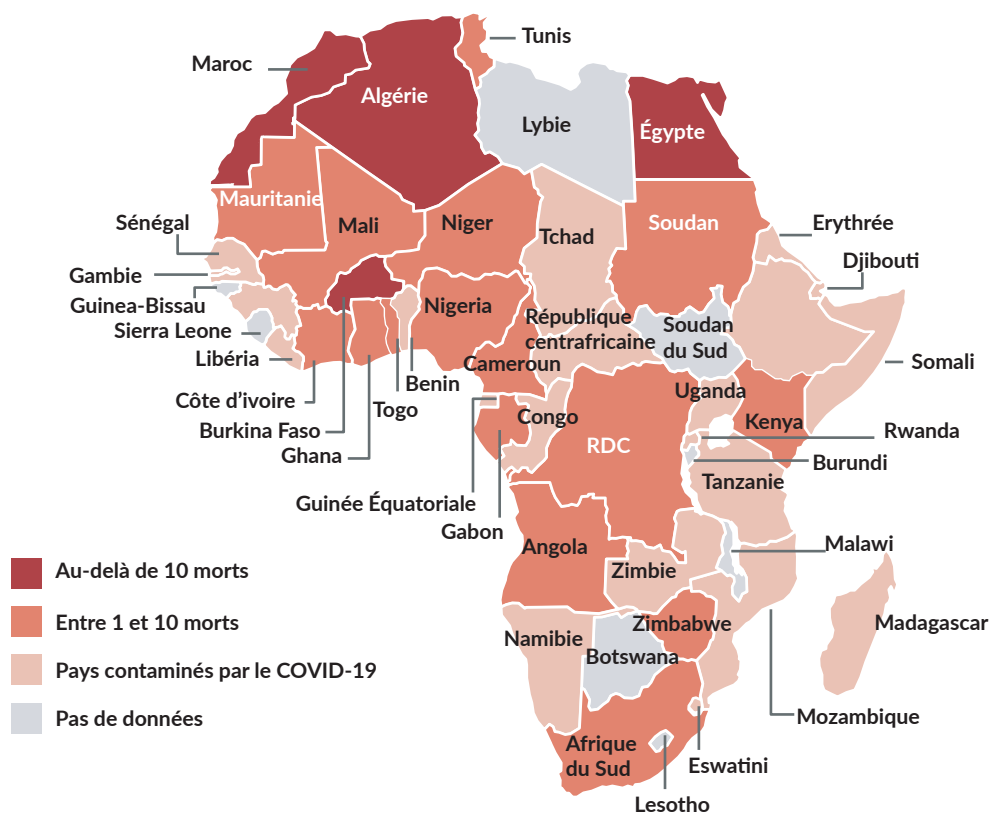 Tunis
Maroc
Algérie
Lybie
Égypte
Mauritanie
Mali
Niger
Tchad
Soudan
Sénégal
Erythrée
Gambie
Djibouti
Guinea-Bissau
Nigeria
République
centrafricaine
Soudan
du Sud
Sierra Leone
Libéria
Somali
Cameroun
Benin
Uganda
Côte d’ivoire
Togo
Congo
Kenya
Burkina Faso
Rwanda
Ghana
RDC
Burundi
Tanzanie
Guinée Équatoriale
Gabon
Angola
Malawi
Zimbie
Au-delà de 10 morts
Entre 1 et 10 morts
Pays contaminés par le COVID-19
Pas de données
Zimbabwe
Madagascar
Namibie
Botswana
Mozambique
Afrique
du Sud
Eswatini
Lesotho